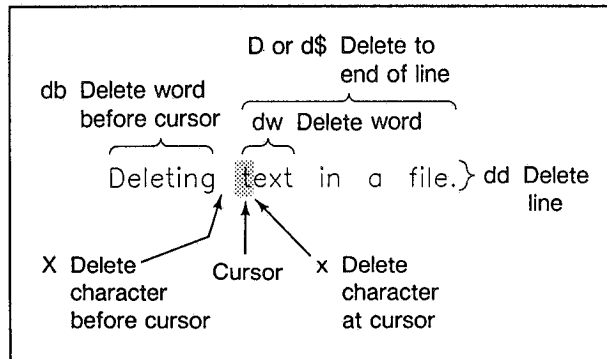 D or d$ Delete to
end of line
db Delete word
before cursor
dw Delete word
Deleting text in a file.
dd Delete
line
X Delete
character
before cursor
Cursor
x Delete
character
at cursor